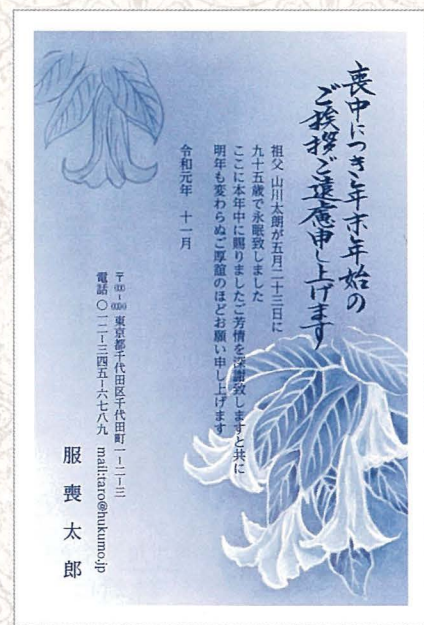 喪中につき年末年始の
ご挨拶ご遠慮申し上げます
祖父 山川太朗が五月二十三日に
九十五歳で永眠致しました
ここに本年中に賜りましたご芳情を深謝致しますと共に
明年も変わらぬご厚誼のほどお願い申し上げます
令和元年 十一月
〒000-0000 東京都千代田区千代田町一-二-三
電話 〇一二-三四五-六七八九 mail:taro@hukumo.jp
服喪太郎